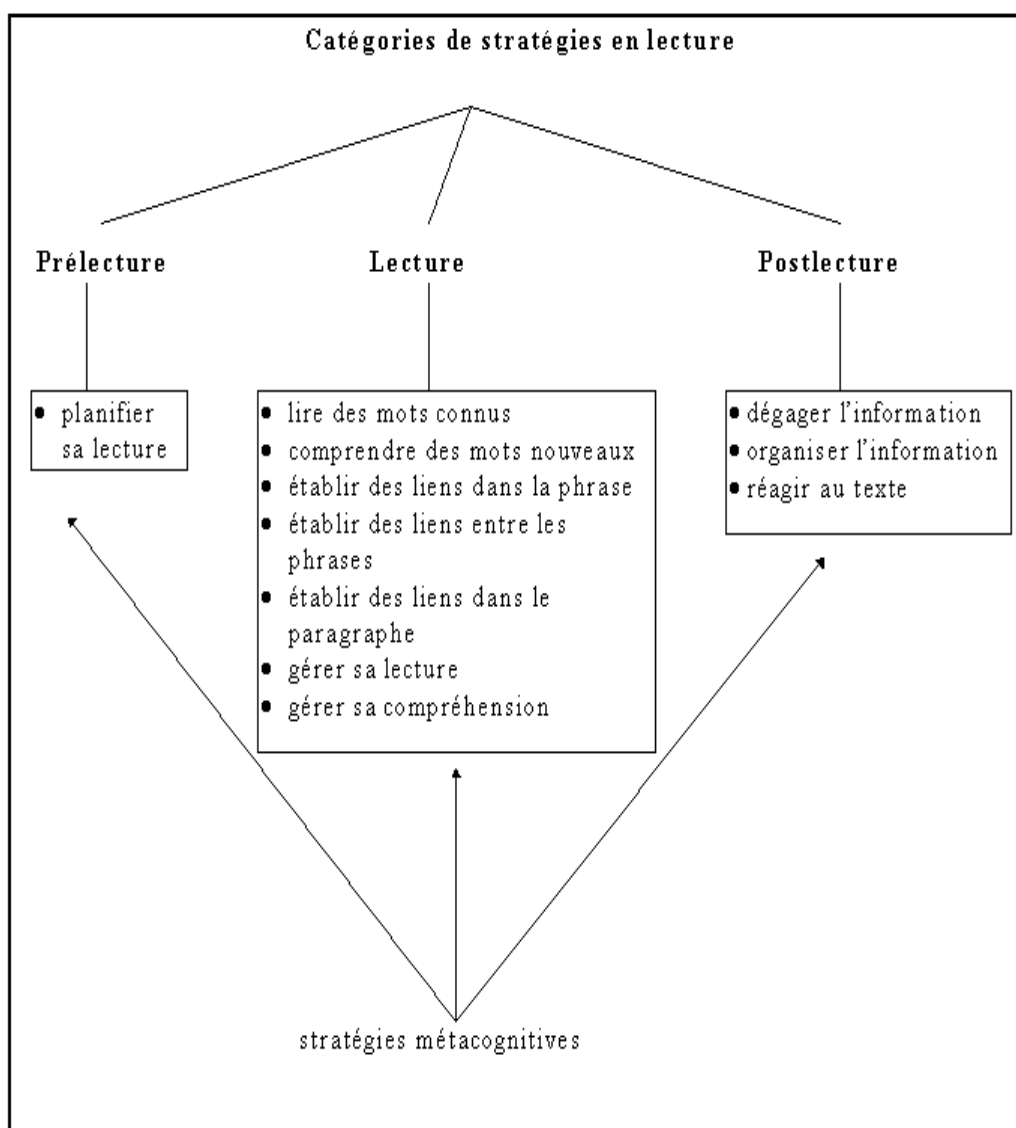 Catégories de stratégies en lecture
Prélecture
Lecture
Postlecture
• planifier
sa lecture
• lire des mots connus
• comprendre des mots nouveaux
• établir des liens dans la phrase
• établir des liens entre les
phrases
• établir des liens dans le
paragraphe
• gérer sa lecture
• gérer sa compréhension
• dégager l'information
• organiser l'information
• réagir au texte
stratégies métacognitives